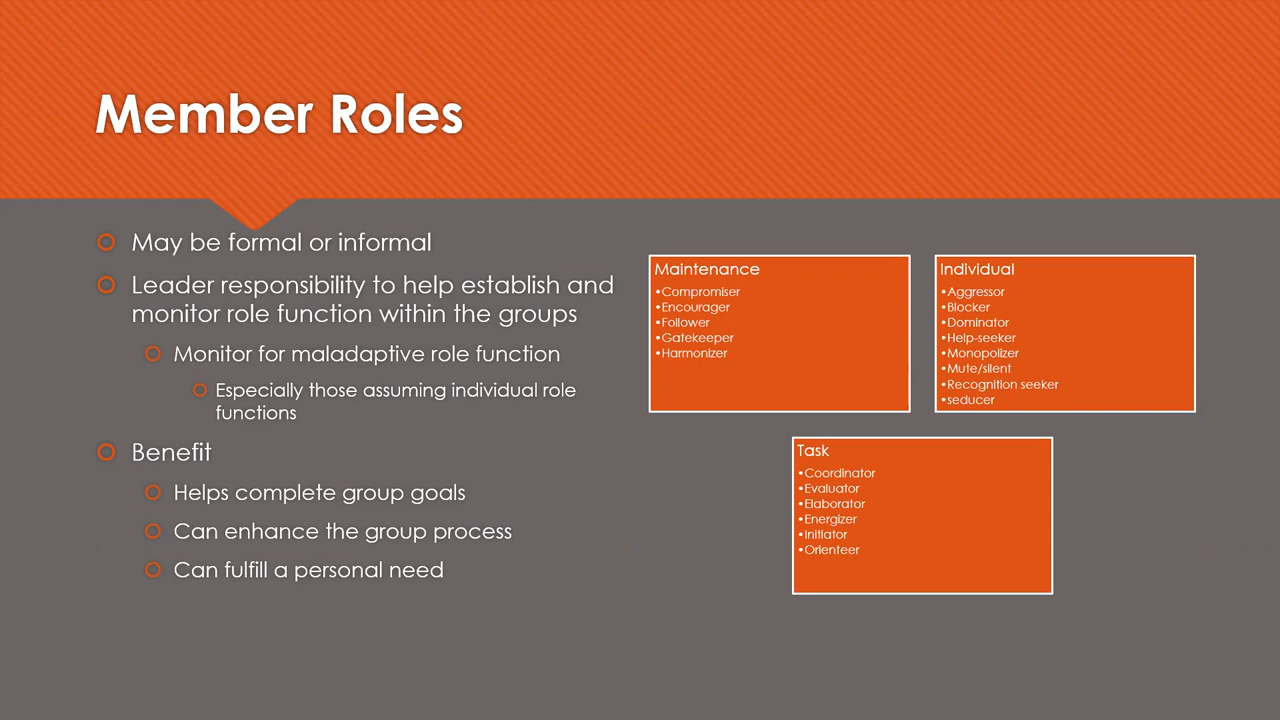 Member Roles
May be formal or informal
Leader responsibility to help establish and
monitor role function within the groups
Monitor for maladaptive role function
Especially those assuming individual role
functions
Benefit
Helps complete group goals
Can enhance the group process
Can fulfill a personal need
Maintenance
•Compromiser
•Encourager
•Follower
•Gatekeeper
•Harmonizer
Individual
•Aggressor
•Blocker
•Dominator
•Help-seeker
•Monopolizer
•Mute/silent
•Recognition seeker
•seducer
Task
•Coordinator
•Evaluator
•Elaborator
•Energizer
•Initiator
•Orienteer